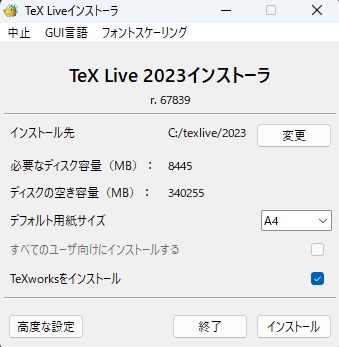 TeX Liveインストーラ
中止 GUI言語 フォントスケーリング
TeX Live 2023インストーラ
r. 67839
インストール先 C:/texlive/2023 変更
必要なディスク容量（MB）： 8445
ディスクの空き容量（MB）： 340255
デフォルト用紙サイズ A4
すべてのユーザ向けにインストールする
TeXworksをインストール
高度な設定 終了 インストール